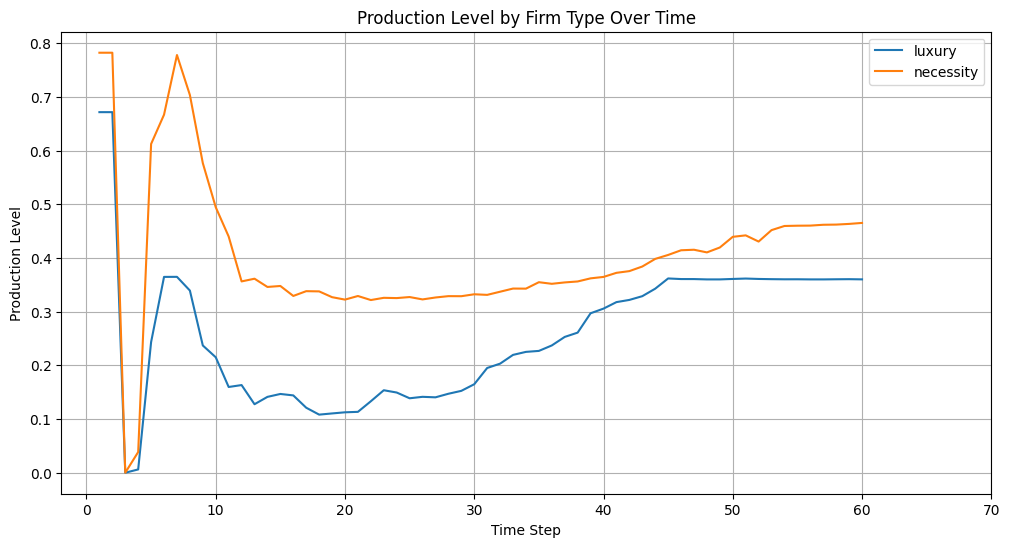 Production Level by Firm Type Over Time
luxury
necessity
Production Level
0.8
0.7
0.6
0.5
0.4
0.3
0.2
0.1
0.0
0 10 20 30 40 50 60 70
Time Step